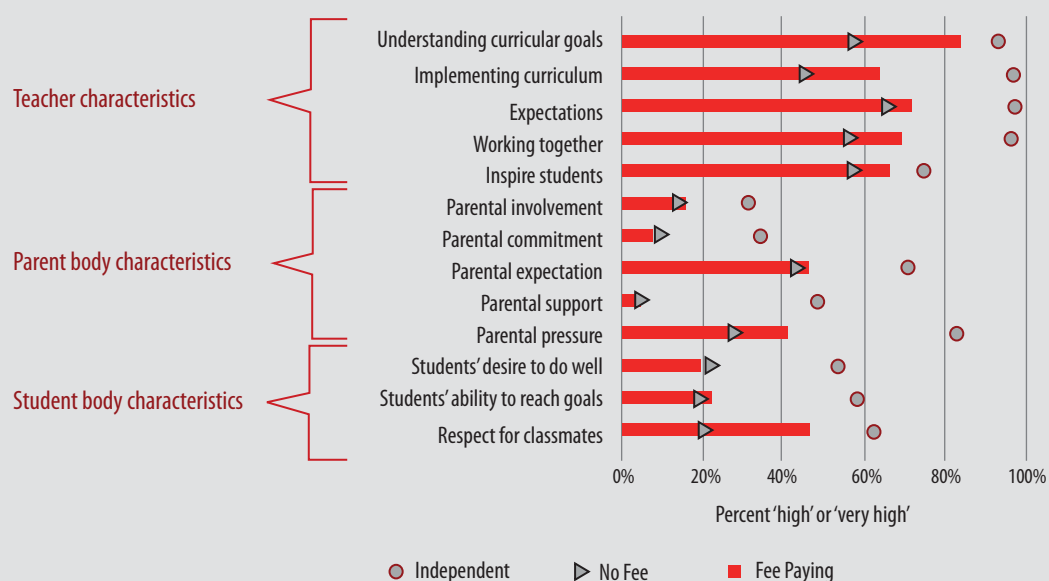 Teacher characteristics
Understanding curricular goals
Implementing curriculum
Expectations
Working together
Inspire students
Parent body characteristics
Parental involvement
Parental commitment
Parental expectation
Parental support
Parental pressure
Student body characteristics
Students' desire to do well
Students' ability to reach goals
Respect for classmates
0% 20% 40% 60% 80% 100%
Percent 'high' or 'very high'
Independent No Fee Fee Paying